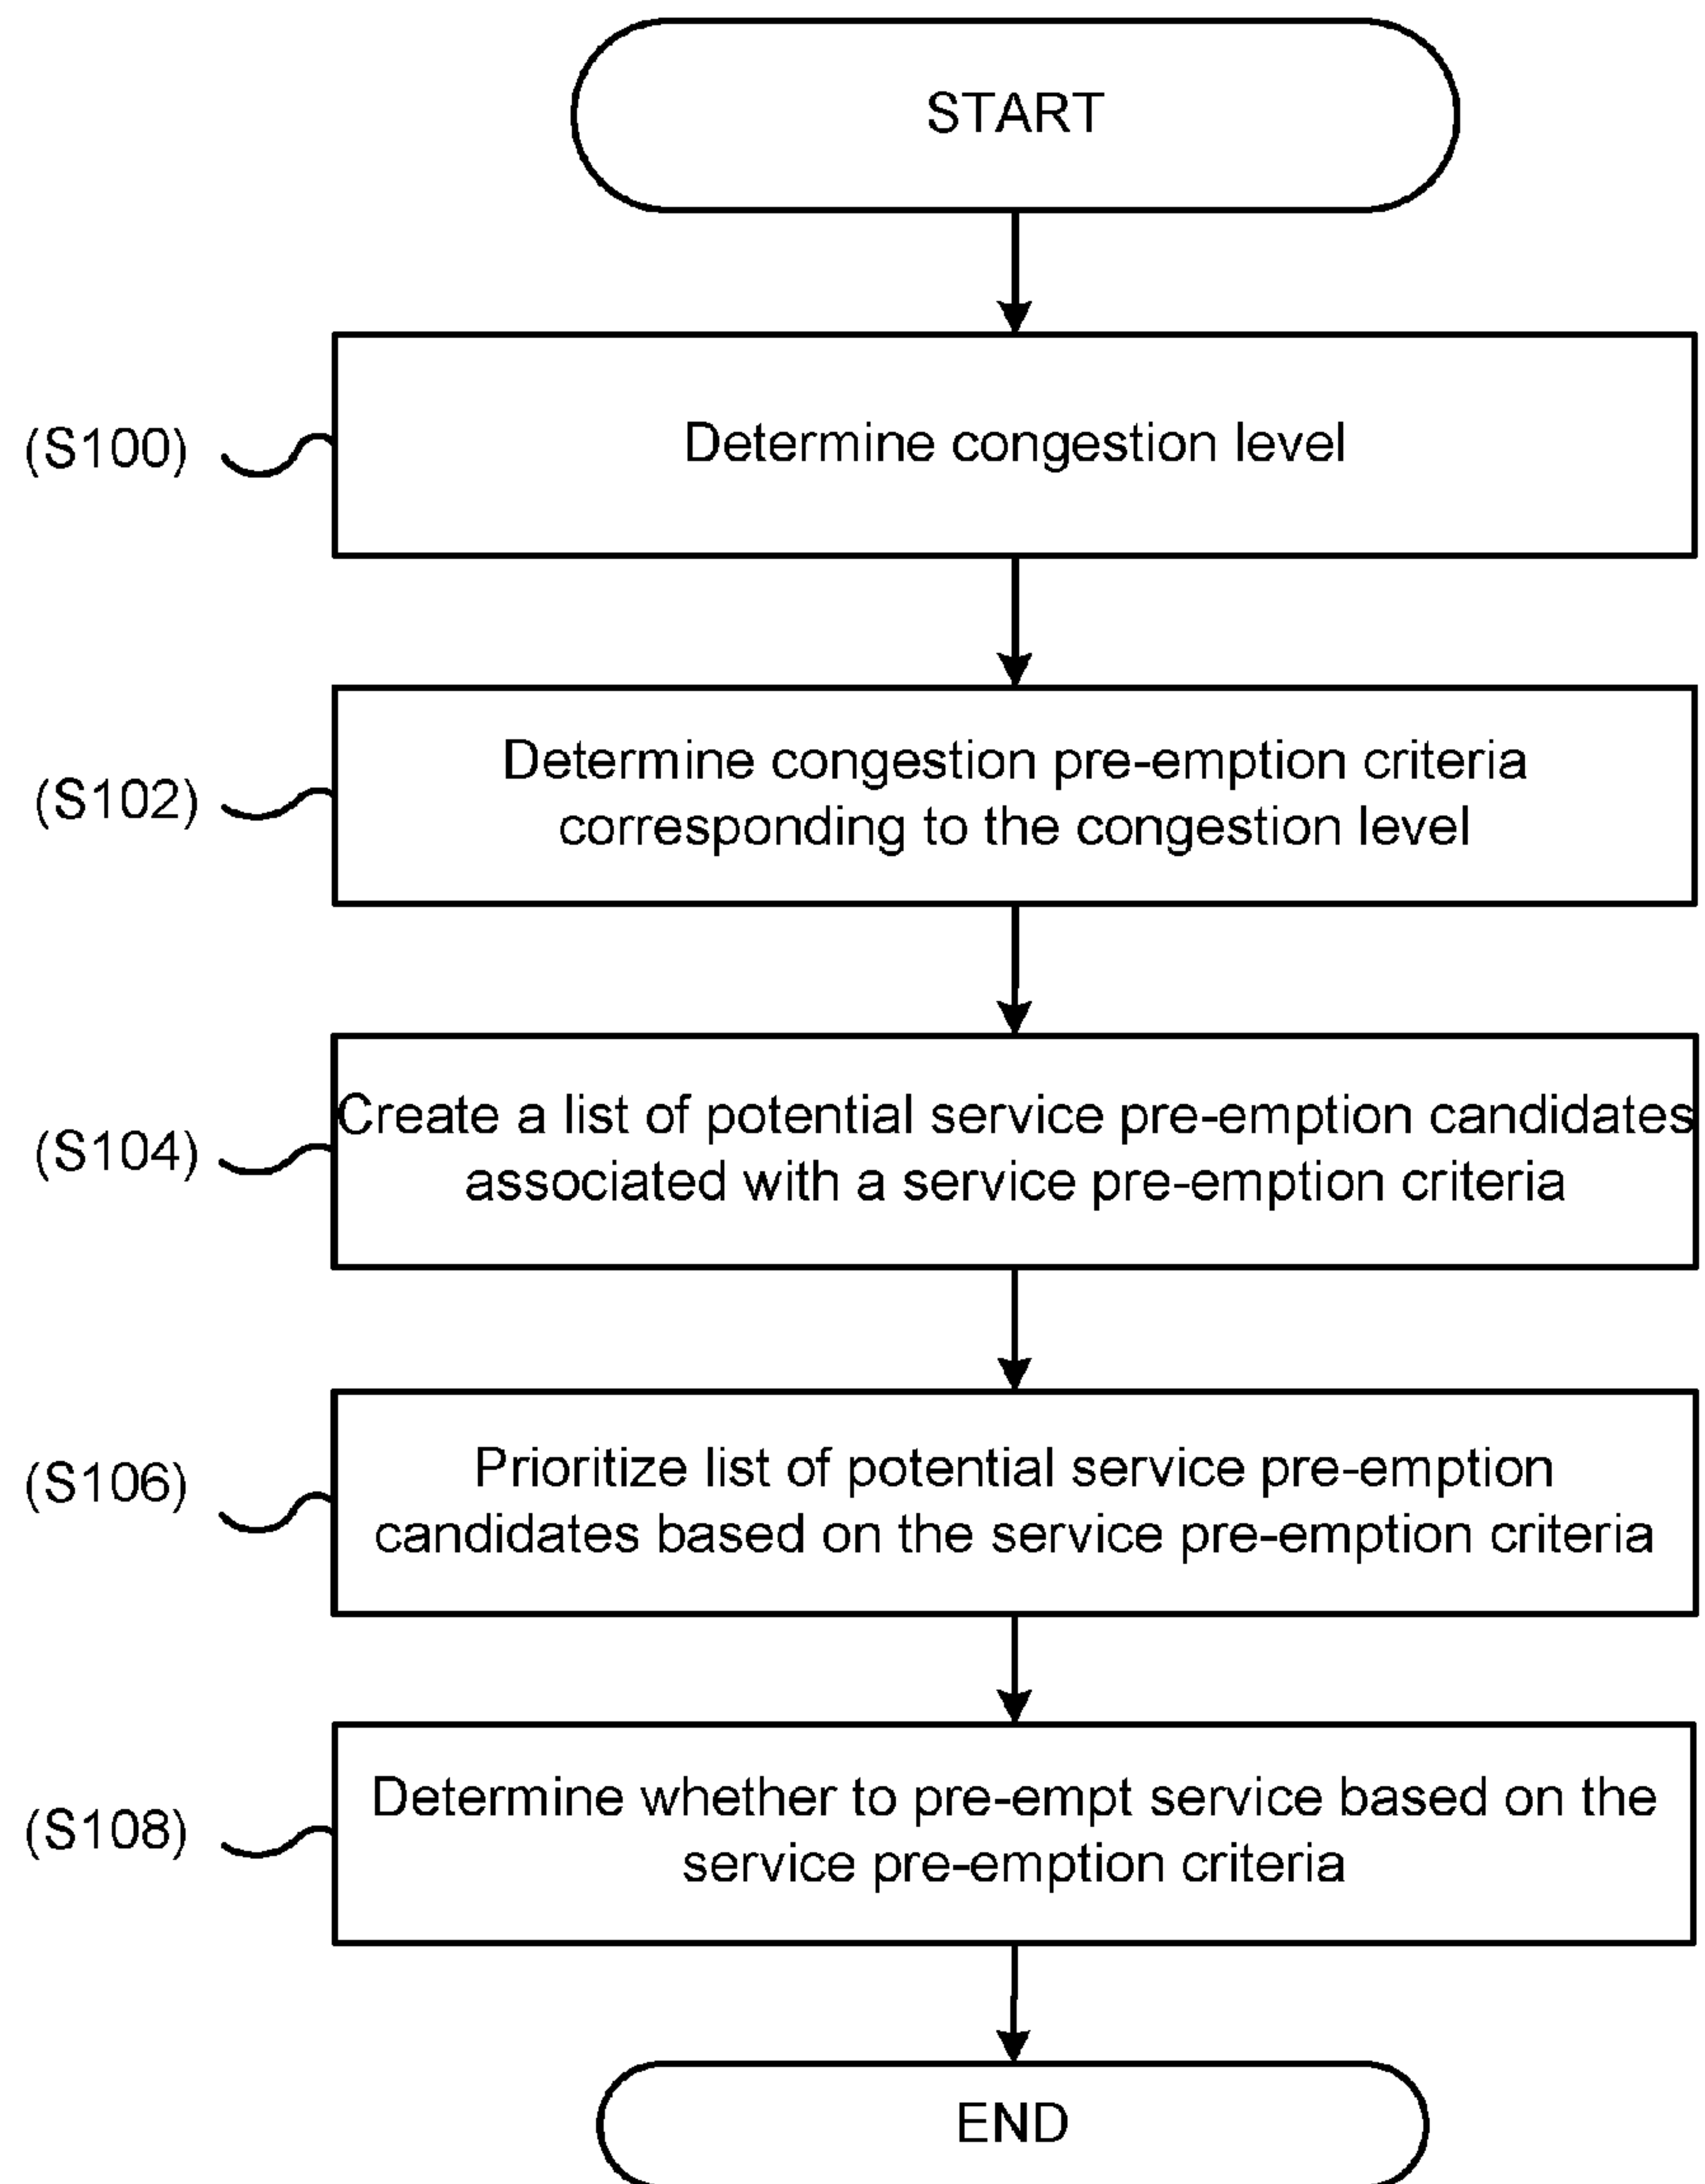 START
(S100)
Determine congestion level
(S102)
Determine congestion pre-emption criteria
corresponding to the congestion level
(S104)
Create a list of potential service pre-emption candidates
associated with a service pre-emption criteria
(S106)
Prioritize list of potential service pre-emption
candidates based on the service pre-emption criteria
(S108)
Determine whether to pre-empt service based on the
service pre-emption criteria
END